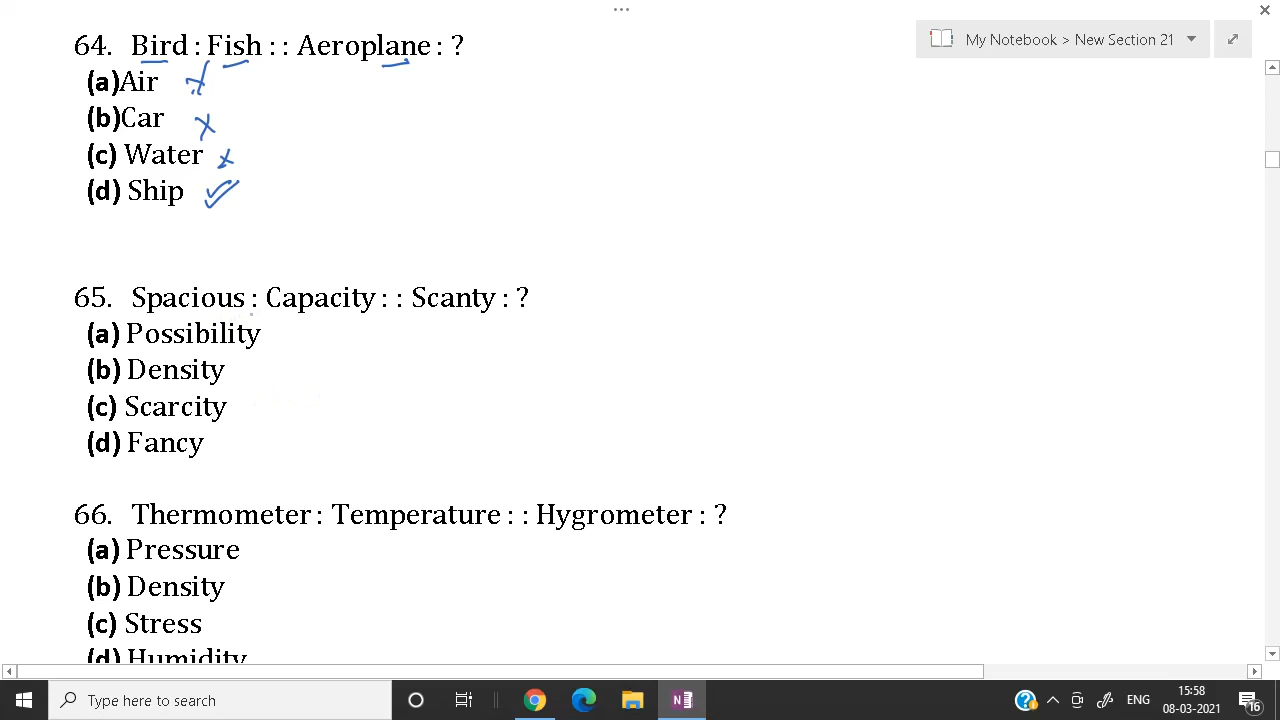 ...
64. Bird : Fish : : Aeroplane : ?
My Notebook > New Section 21
(a)Air
(b)Car
(c) Water
(d) Ship
65. Spacious : Capacity : : Scanty : ?
(a) Possibility
(b) Density
(c) Scarcity
(d) Fancy
66. Thermometer : Temperature : : Hygrometer : ?
(a) Pressure
(b) Density
(c) Stress
(d) Humidity
Type here to search
N
ENG
15:58
08-03-2021
16